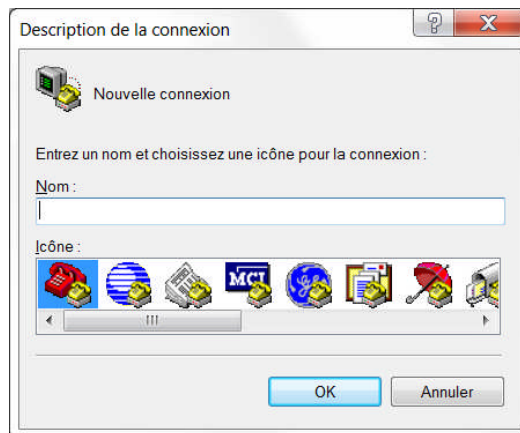 Description de la connexion
Nouvelle connexion
Entrez un nom et choisissez une icône pour la connexion :
Nom :
Icône :
MCI
OK
Annuler